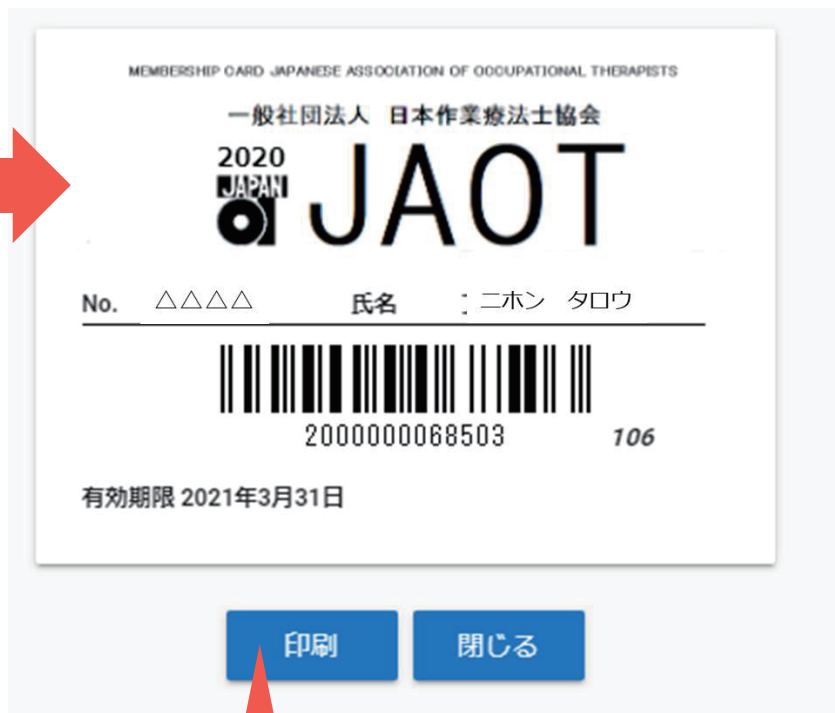 MEMBERSHIP CARD JAPANESE ASSOCIATION OF OCCUPATIONAL THERAPISTS
一般社団法人 日本作業療法士協会
2020
JAPAN
JAOT
No. △△△△ 氏名 ニホン タロウ
2000000068503 106
有効期限 2021年3月31日
印刷 閉じる